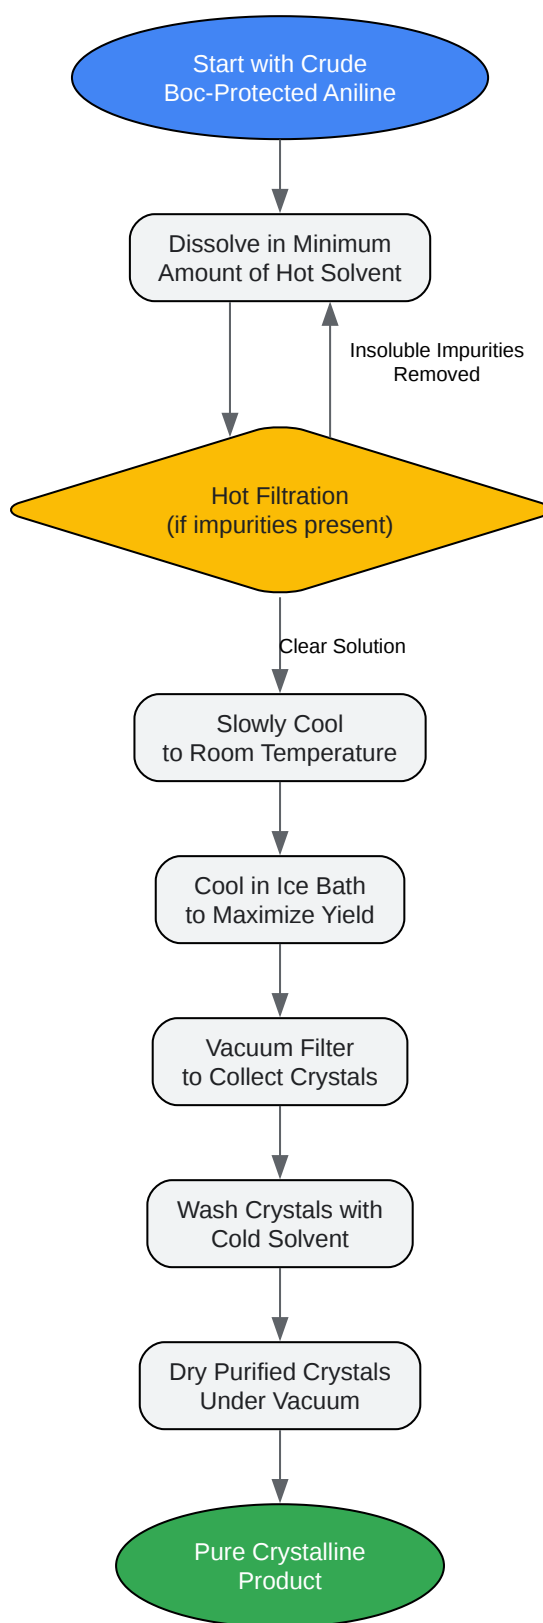 Start with Crude
Boc-Protected Aniline
Dissolve in Minimum
Amount of Hot Solvent
Insoluble Impurities
Removed
Hot Filtration
(if impurities present)
Clear Solution
Slowly Cool
to Room Temperature
Cool in Ice Bath
to Maximize Yield
Vacuum Filter
to Collect Crystals
Wash Crystals with
Cold Solvent
Dry Purified Crystals
Under Vacuum
Pure Crystalline
Product